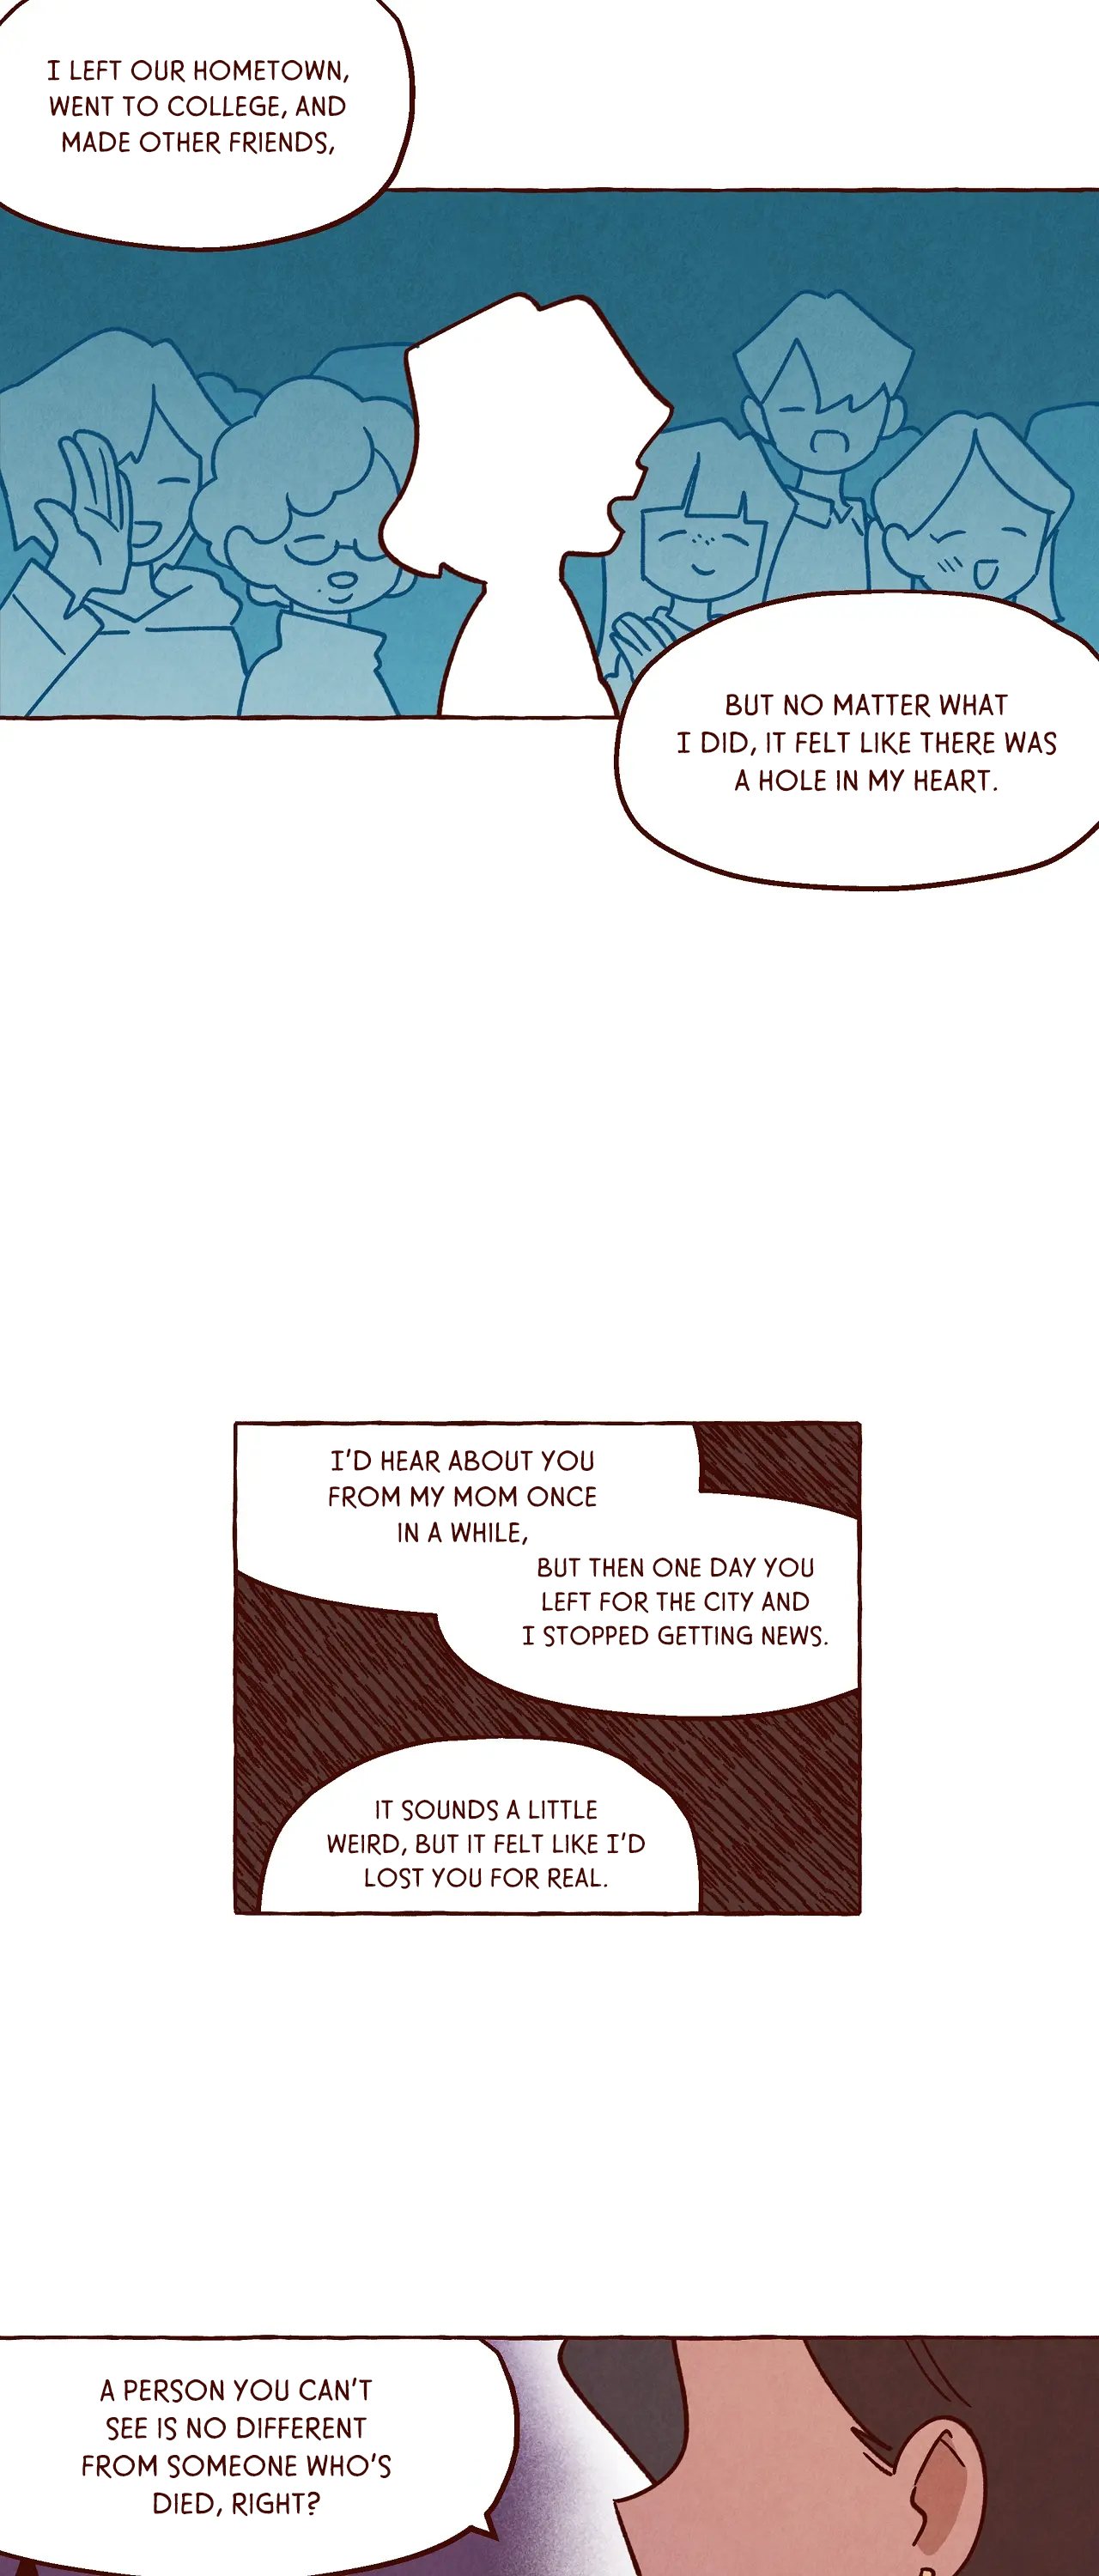 I LEFT OUR HOMETOWN,
WENT TO COLLEGE, AND
MADE OTHER FRIENDS,
BUT NO MATTER WHAT
I DID, IT FELT LIKE THERE WAS
A HOLE IN MY HEART.
I'D HEAR ABOUT YOU
FROM MY MOM ONCE
IN A WHILE,
BUT THEN ONE DAY YOU
LEFT FOR THE CITY AND
I STOPPED GETTING NEWS.
IT SOUNDS A LITTLE
WEIRD, BUT IT FELT LIKE I'D
LOST YOU FOR REAL.
A PERSON YOU CAN'T
SEE IS NO DIFFERENT
FROM SOMEONE WHO'S
DIED, RIGHT?